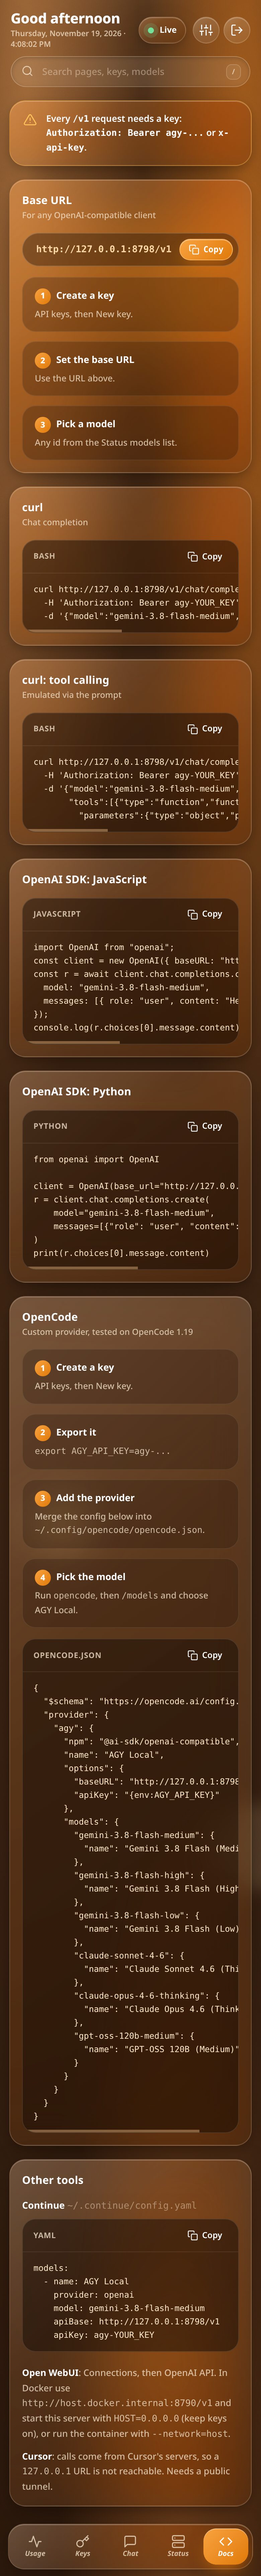 Good afternoon
Thursday, November 19, 2026 ·
4:08:02 PM
Live
Search pages, keys, models
/
Every /v1 request needs a key:
Authorization: Bearer agy-... or x-
api-key.
Base URL
For any OpenAI-compatible client
http://127.0.0.1:8798/v1
Copy
1 Create a key
API keys, then New key.
2 Set the base URL
Use the URL above.
3 Pick a model
Any id from the Status models list.
curl
Chat completion
BASH
Copy
curl http://127.0.0.1:8798/v1/chat/comple
-H 'Authorization: Bearer agy-YOUR_KEY'
-d '{"model":"gemini-3.8-flash-medium",
curl: tool calling
Emulated via the prompt
BASH
Copy
curl http://127.0.0.1:8798/v1/chat/comple
-H 'Authorization: Bearer agy-YOUR_KEY'
-d '{"model":"gemini-3.8-flash-medium",
"tools":[{"type":"function","funct
"parameters":{"type":"object","p
OpenAI SDK: JavaScript
JAVASCRIPT
Copy
import OpenAI from "openai";
const client = new OpenAI({ baseURL: "htt
const r = await client.chat.completions.c
model: "gemini-3.8-flash-medium",
messages: [{ role: "user", content: "He
});
console.log(r.choices[0].message.content)
OpenAI SDK: Python
PYTHON
Copy
from openai import OpenAI
client = OpenAI(base_url="http://127.0.0.
r = client.chat.completions.create(
model="gemini-3.8-flash-medium",
messages=[{"role": "user", "content":
)
print(r.choices[0].message.content)
OpenCode
Custom provider, tested on OpenCode 1.19
1 Create a key
API keys, then New key.
2 Export it
export AGY_API_KEY=agy-...
3 Add the provider
Merge the config below into
~/.config/opencode/opencode.json.
4 Pick the model
Run opencode, then /models and choose
AGY Local.
OPENCODE.JSON
Copy
{
"$schema": "https://opencode.ai/config.
"provider": {
"agy": {
"npm": "@ai-sdk/openai-compatible",
"name": "AGY Local",
"options": {
"baseURL": "http://127.0.0.1:8798
"apiKey": "{env:AGY_API_KEY}"
},
"models": {
"gemini-3.8-flash-medium": {
"name": "Gemini 3.8 Flash (Medi
},
"gemini-3.8-flash-high": {
"name": "Gemini 3.8 Flash (High
},
"gemini-3.8-flash-low": {
"name": "Gemini 3.8 Flash (Low)
},
"claude-sonnet-4-6": {
"name": "Claude Sonnet 4.6 (Thi
},
"claude-opus-4-6-thinking": {
"name": "Claude Opus 4.6 (Think
},
"gpt-oss-120b-medium": {
"name": "GPT-OSS 120B (Medium)"
}
}
}
}
}
Other tools
Continue ~/.continue/config.yaml
YAML
Copy
models:
- name: AGY Local
provider: openai
model: gemini-3.8-flash-medium
apiBase: http://127.0.0.1:8798/v1
apiKey: agy-YOUR_KEY
Open WebUI: Connections, then OpenAI API. In
Docker use
http://host.docker.internal:8790/v1 and
start this server with HOST=0.0.0.0 (keep keys
on), or run the container with --network=host.
Cursor: calls come from Cursor's servers, so a
127.0.0.1 URL is not reachable. Needs a public
tunnel.
Usage
Keys
Chat
Status
Docs